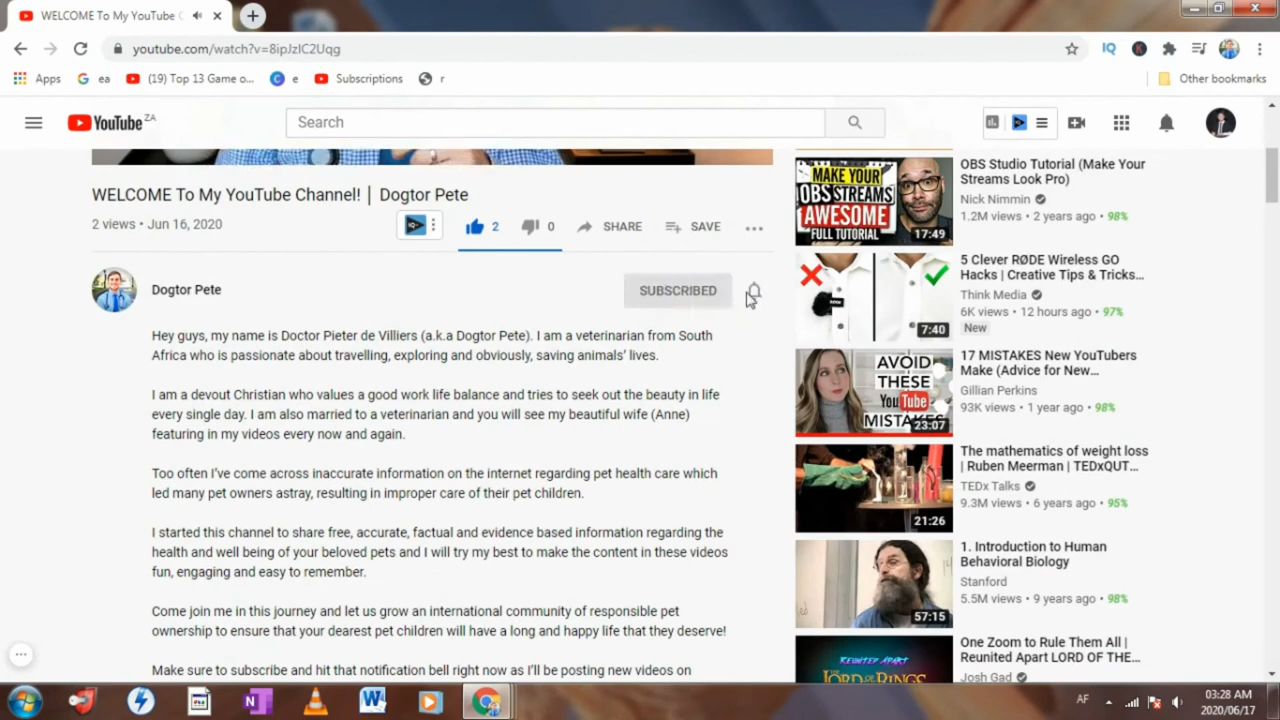 WELCOME To My YouTube C
youtube.com/watch?v=8ipJzIC2Uqg
Apps
ea
(19) Top 13 Game o...
e
Subscriptions
r
Other bookmarks
YouTube ZA
Search
WELCOME To My YouTube Channel! | Dogtor Pete
2 views • Jun 16, 2020
2
0
SHARE
SAVE
Dogtor Pete
SUBSCRIBED
Hey guys, my name is Doctor Pieter de Villiers (a.k.a Dogtor Pete). I am a veterinarian from South
Africa who is passionate about travelling, exploring and obviously, saving animals' lives.
I am a devout Christian who values a good work life balance and tries to seek out the beauty in life
every single day. I am also married to a veterinarian and you will see my beautiful wife (Anne)
featuring in my videos every now and again.
Too often I've come across inaccurate information on the internet regarding pet health care which
led many pet owners astray, resulting in improper care of their pet children.
I started this channel to share free, accurate, factual and evidence based information regarding the
health and well being of your beloved pets and I will try my best to make the content in these videos
fun, engaging and easy to remember.
Come join me in this journey and let us grow an international community of responsible pet
ownership to ensure that your dearest pet children will have a long and happy life that they deserve!
Make sure to subscribe and hit that notification bell right now as I'll be posting new videos on
MAKE YOUR
OBS STREAMS
AWESOME
FULL TUTORIAL
17:49
OBS Studio Tutorial (Make Your
Streams Look Pro)
Nick Nimmin
1.2M views • 2 years ago • 98%
7:40
5 Clever RØDE Wireless GO
Hacks | Creative Tips & Tricks...
Think Media
6K views • 12 hours ago • 97%
New
AVOID
THESE
YouTube
MISTAKES
23:07
17 MISTAKES New YouTubers
Make (Advice for New...
Gillian Perkins
93K views • 1 year ago • 98%
21:26
The mathematics of weight loss
| Ruben Meerman | TEDxQUT...
TEDx Talks
9.3M views • 6 years ago • 95%
57:15
1. Introduction to Human
Behavioral Biology
Stanford
5.5M views • 9 years ago • 98%
REUNITED APART
LORD OF THE RINGS
One Zoom to Rule Them All |
Reunited Apart LORD OF THE...
Josh Gad
AF
03:28 AM
2020/06/17